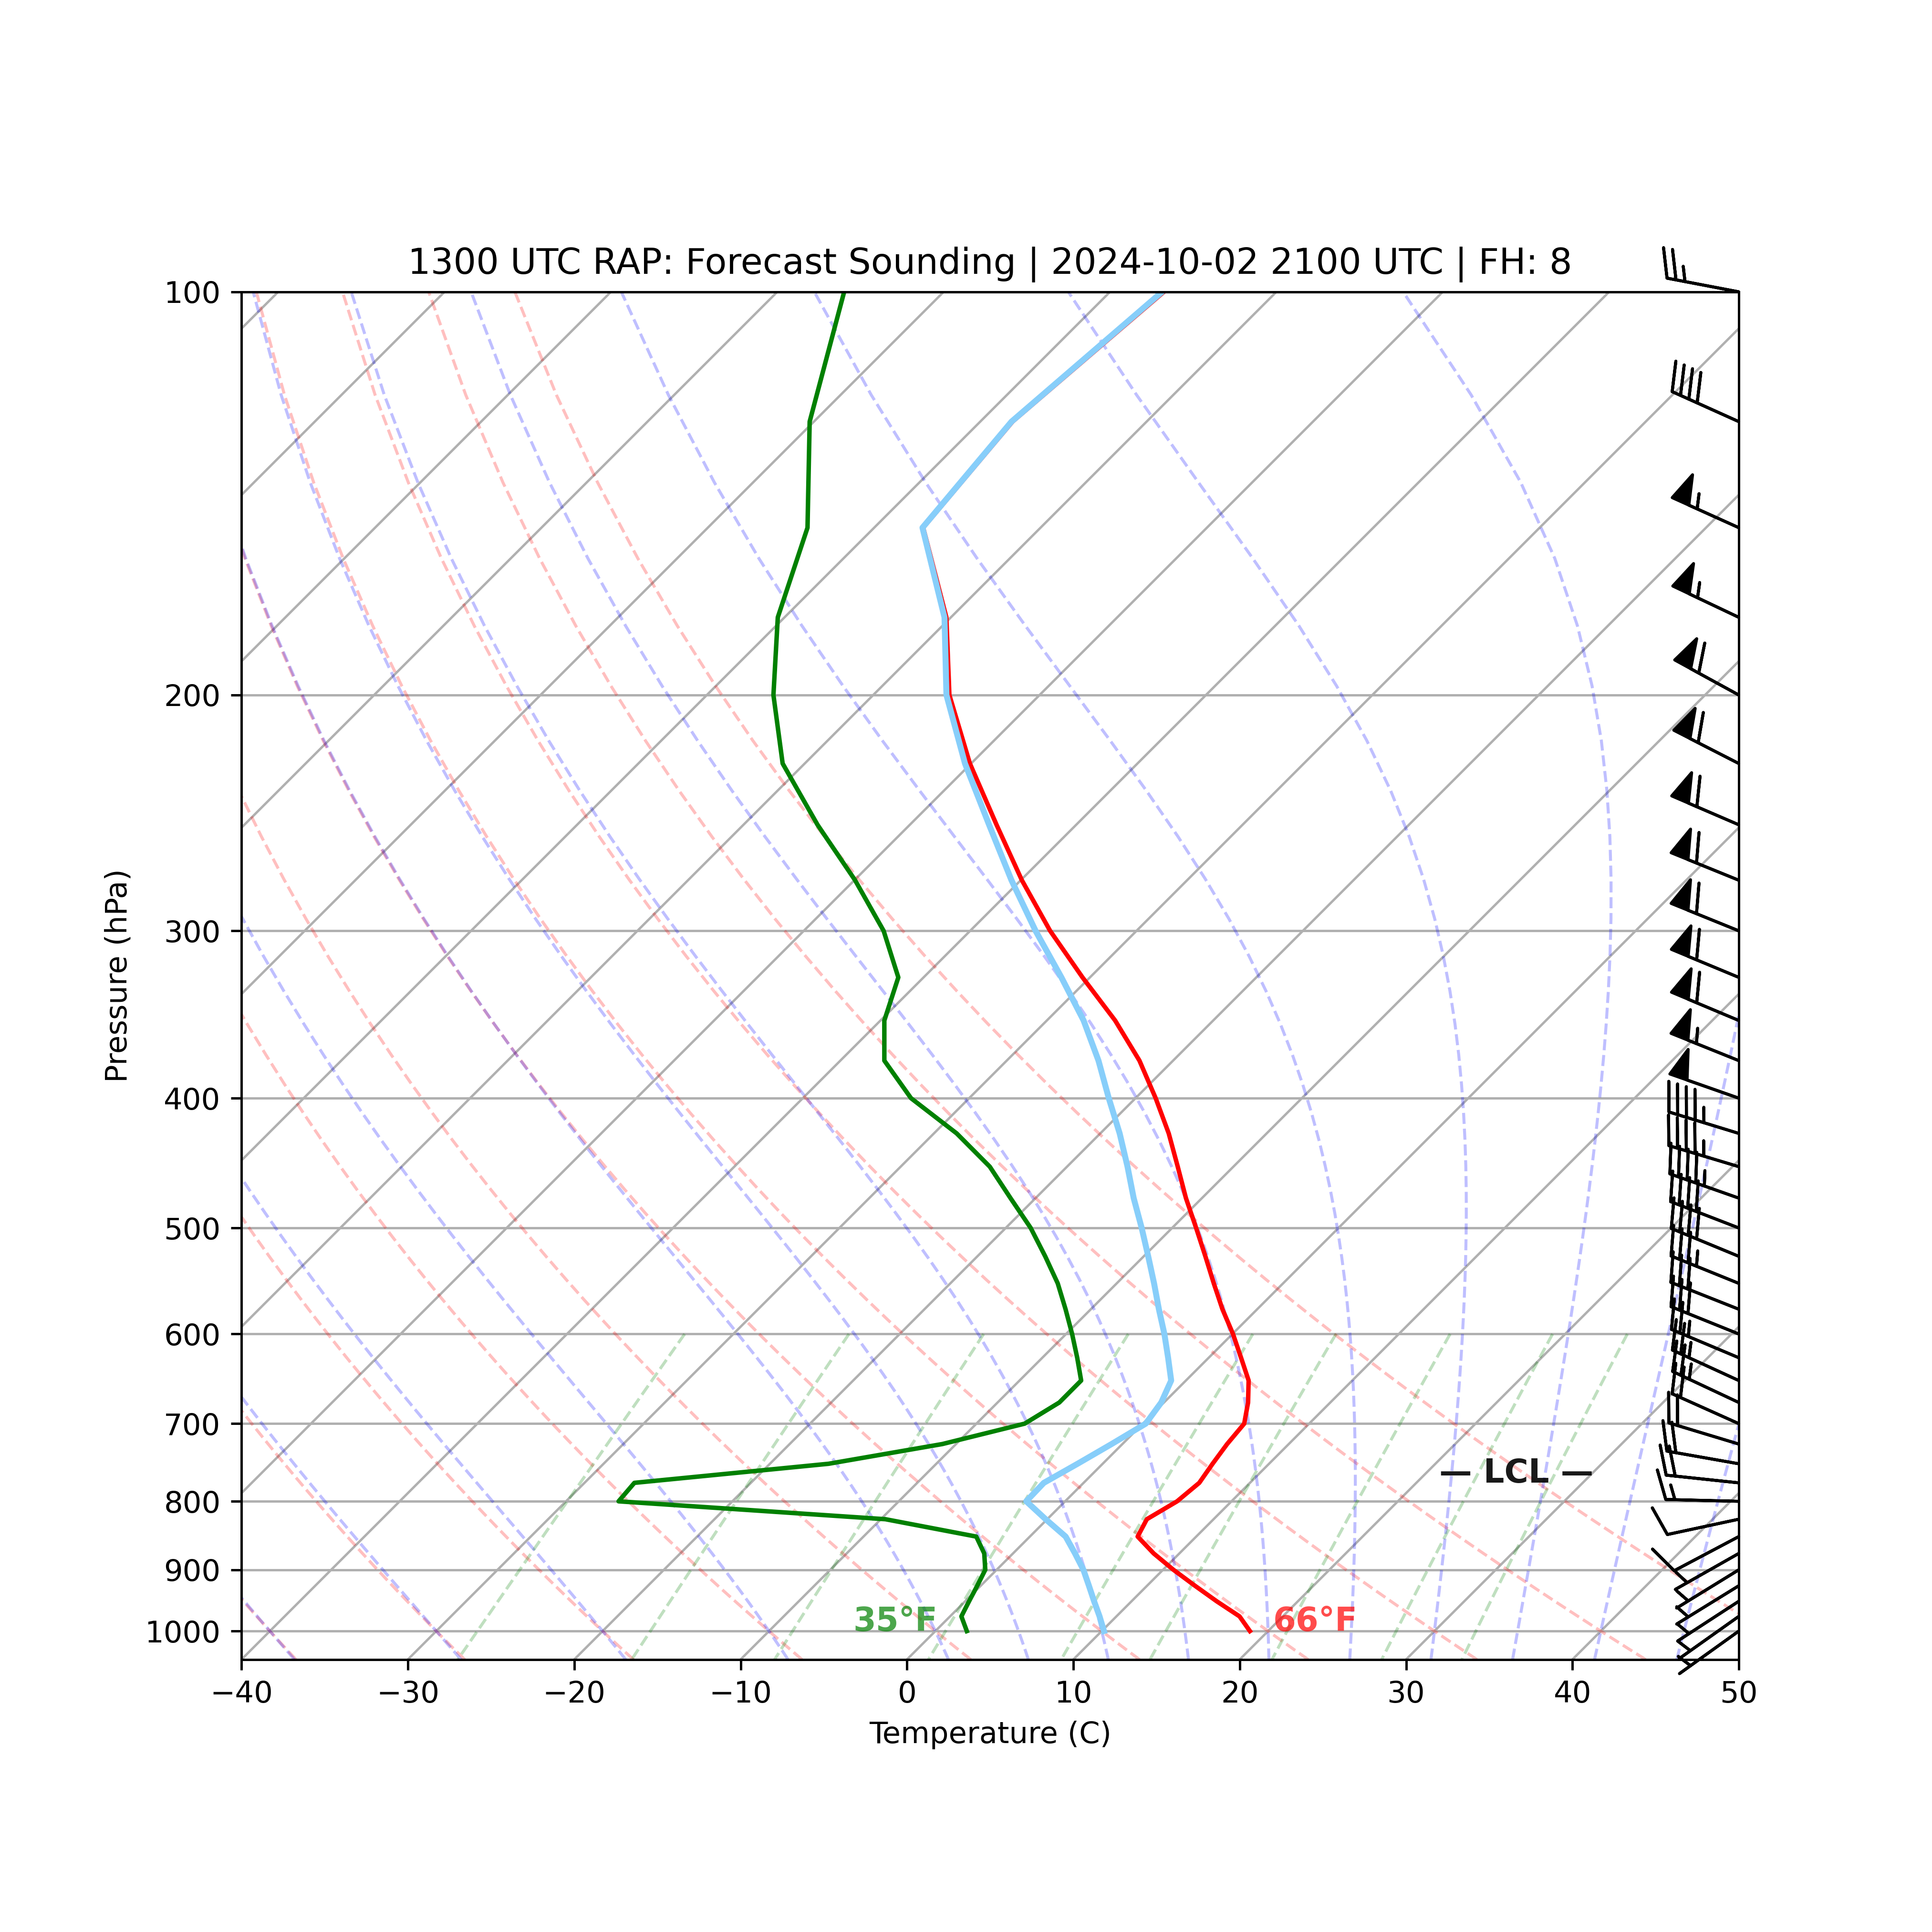 1300 UTC RAP: Forecast Sounding | 2024-10-02 2100 UTC | FH: 8
100
200
300
400
500
600
700
800
900
1000
Pressure (hPa)
— LCL —
35°F
66°F
−40 −30 −20 −10 0 10 20 30 40 50
Temperature (C)